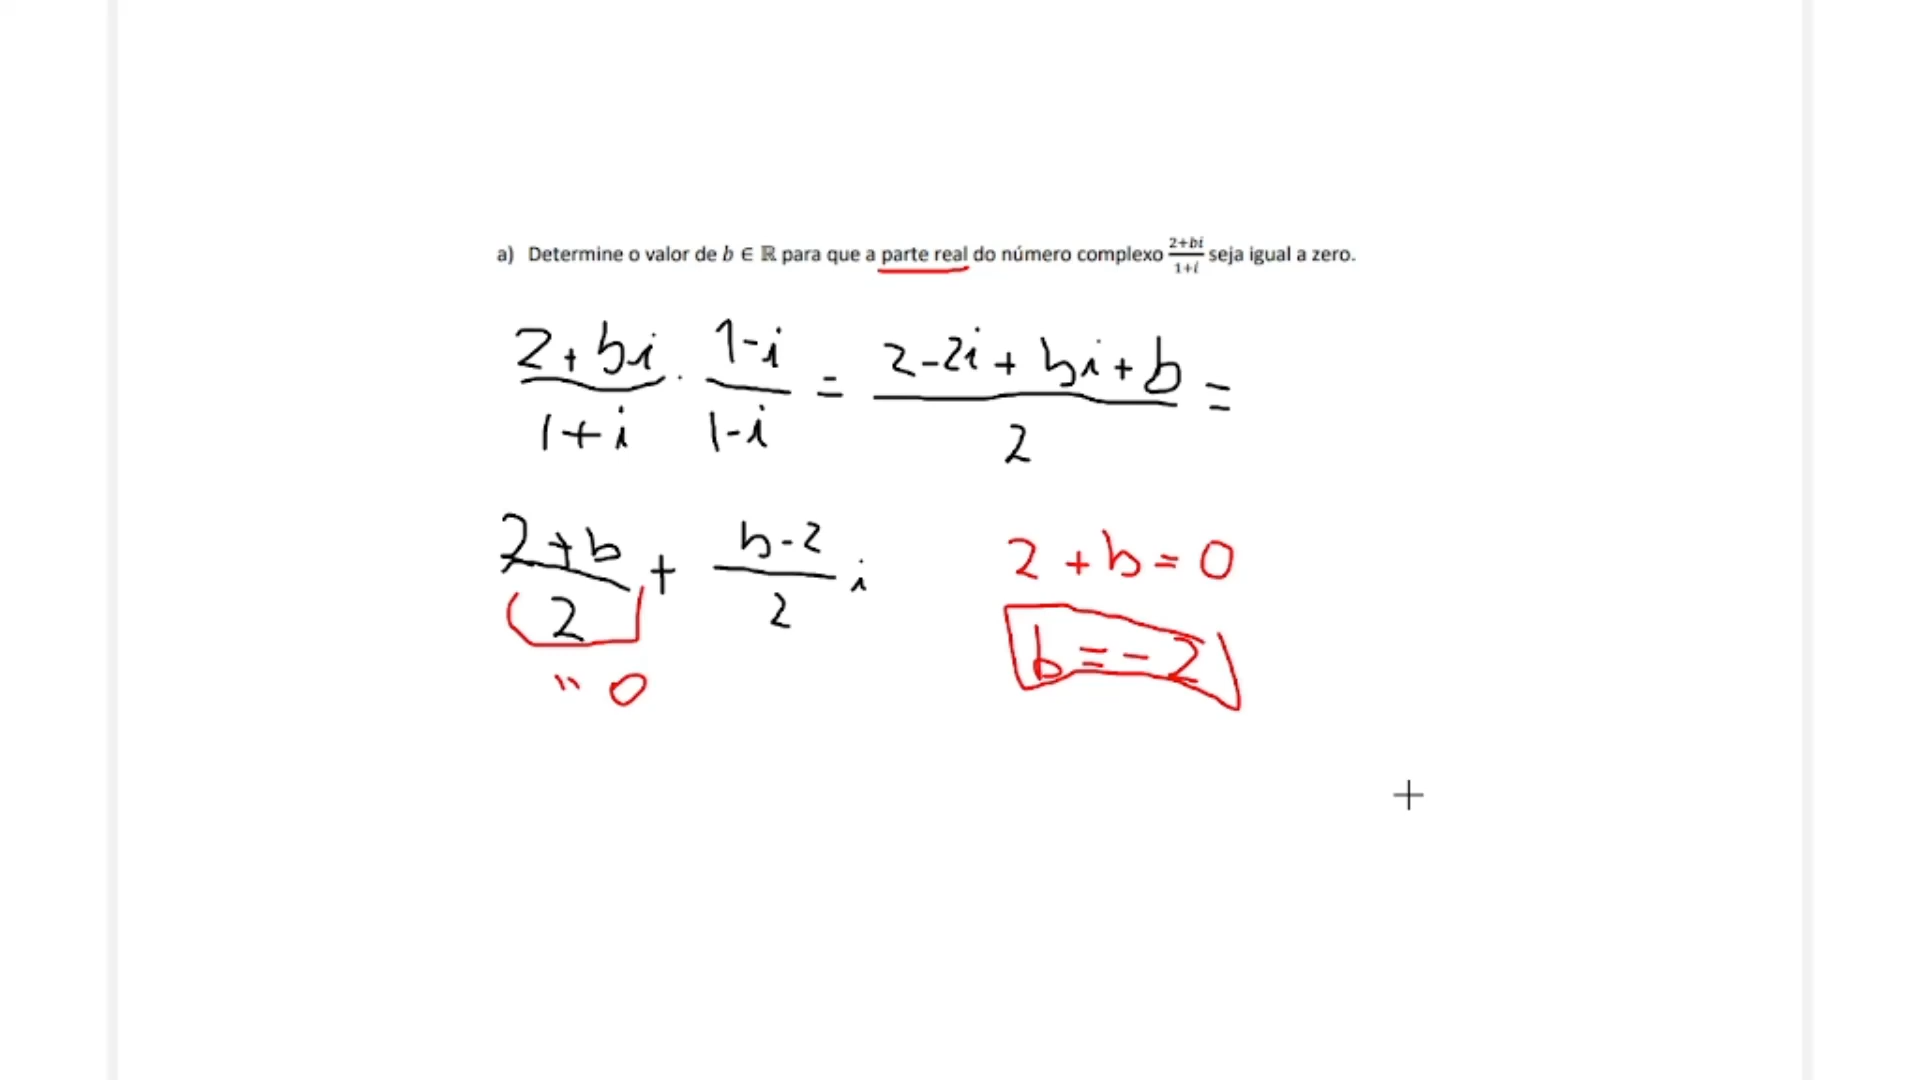 a) Determine o valor de b ∈ ℝ para que a parte real do número complexo 2+bi/1+i seja igual a zero.
2+bi/1+i · 1-i/1-i = 2-2i+bi+b/2 =
2+b/2 + b-2/2 i
2+b=0
"0
b=-2